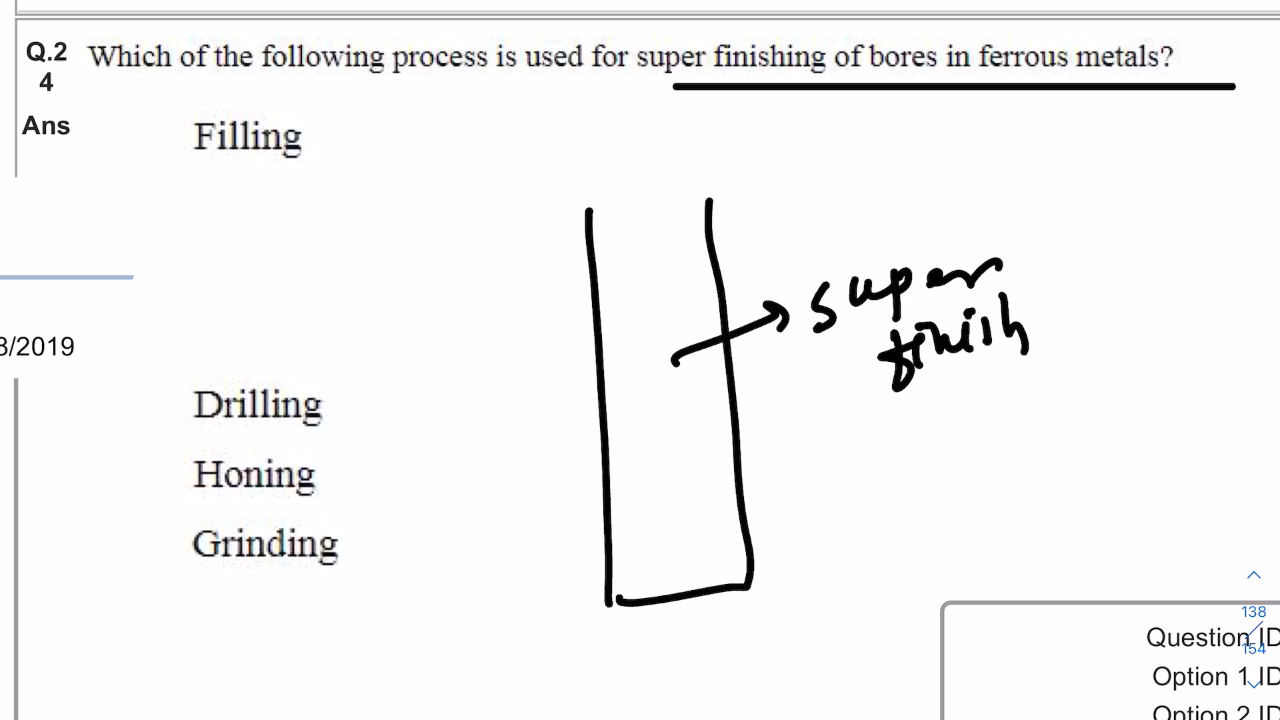 Q.2 Which of the following process is used for super finishing of bores in ferrous metals?
4
Ans
Filling
super
finish
8/2019
Drilling
Honing
Grinding
138
Question ID
154
Option 1 ID
Option 2 ID